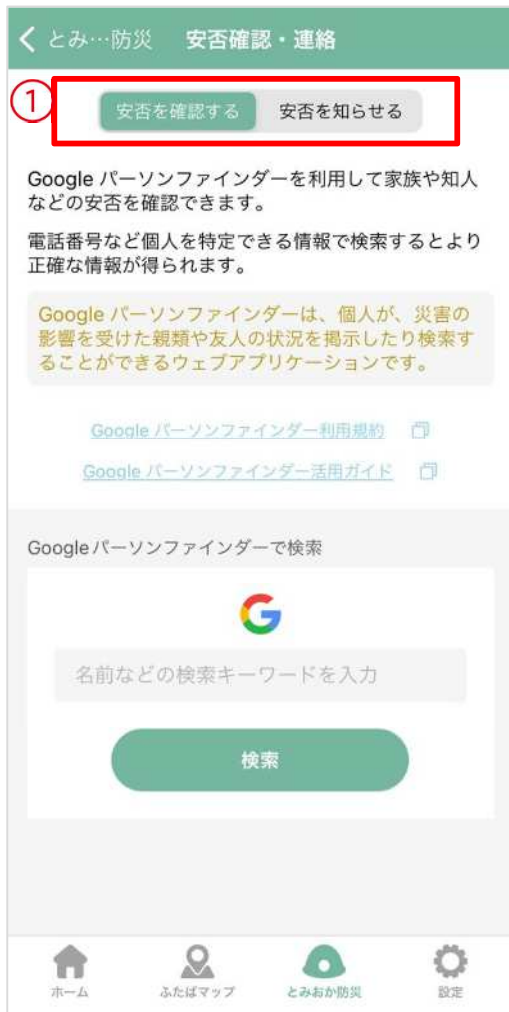 とみ…防災 安否確認・連絡
①
安否を確認する 安否を知らせる
Google パーソンファインダーを利用して家族や知人
などの安否を確認できます。
電話番号など個人を特定できる情報で検索するとより
正確な情報が得られます。
Google パーソンファインダーは、個人が、災害の
影響を受けた親類や友人の状況を掲示したり検索す
ることができるウェブアプリケーションです。
Google パーソンファインダー利用規約
Google パーソンファインダー活用ガイド
Googleパーソンファインダーで検索
G
名前などの検索キーワードを入力
検索
ホーム ふたばマップ とみおか防災 設定